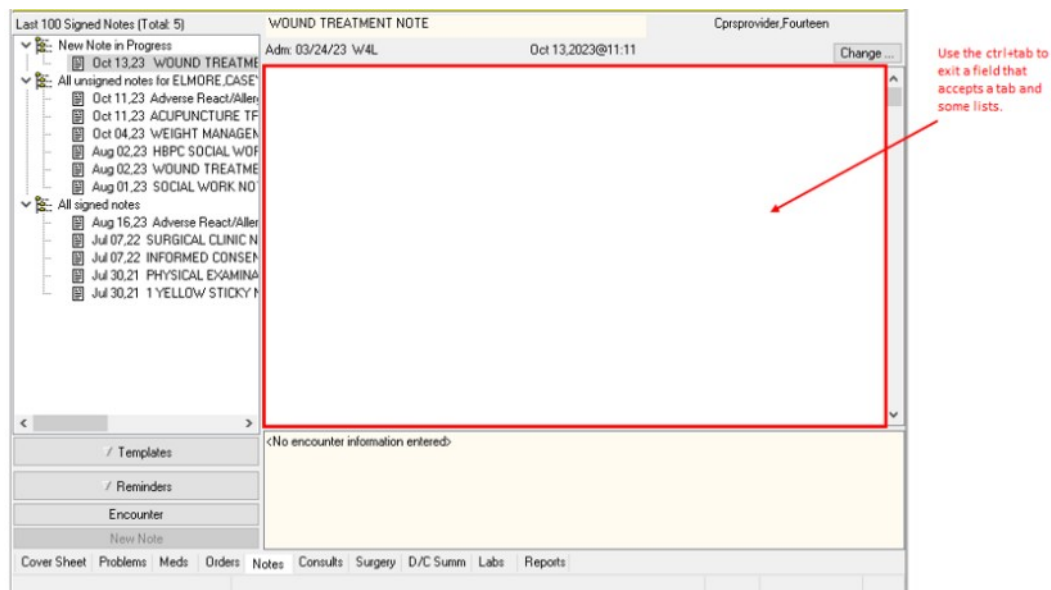 Last 100 Signed Notes (Total: 5)
WOUND TREATMENT NOTE
Cprsprovider,Fourteen
Adm: 03/24/23 W4L
Oct 13,2023@11:11
Change ...
New Note in Progress
Oct 13,23 WOUND TREATME
All unsigned notes for ELMORE,CASE
Oct 11,23 Adverse React/Aller
Oct 11,23 ACUPUNCTURE TF
Oct 04,23 WEIGHT MANAGEN
Aug 02,23 HBPC SOCIAL WOF
Aug 02,23 WOUND TREATME
Aug 01,23 SOCIAL WORK NO
All signed notes
Aug 16,23 Adverse React/Aller
Jul 07,22 SURGICAL CLINIC N
Jul 07,22 INFORMED CONSEN
Jul 30,21 PHYSICAL EXAMINA
Jul 30,21 1 YELLOW STICKY
Use the ctrl+tab to
exit a field that
accepts a tab and
some lists.
<No encounter information entered>
Templates
Reminders
Encounter
New Note
Cover Sheet Problems Meds Orders Notes Consults Surgery D/C Summ Labs Reports